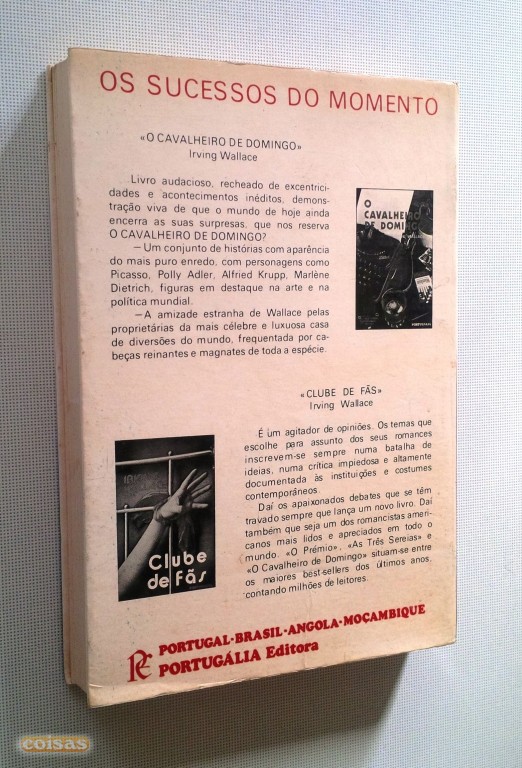 OS SUCESSOS DO MOMENTO
«O CAVALHEIRO DE DOMINGO»
Irving Wallace
Livro audacioso, recheado de excentrici-
dades e acontecimentos inéditos, demons-
tração viva de que o mundo de hoje ainda
encerra as suas surpresas, que nos reserva
O CAVALHEIRO DE DOMINGO?
— Um conjunto de histórias com aparência
do mais puro enredo, com personagens como
Picasso, Polly Adler, Alfried Krupp, Marlène
Dietrich, figuras em destaque na arte e na
política mundial.
— A amizade estranha de Wallace pelas
proprietárias da mais célebre e luxuosa casa
de diversões do mundo, frequentada por ca-
beças reinantes e magnates de toda a espécie.
O
CAVALHEIRO
DE DOMI
«CLUBE DE FÃS»
Irving Wallace
É um agitador de opiniões. Os temas que
escolhe para assunto dos seus romances
inscrevem-se sempre numa batalha de
ideias, numa crítica impiedosa e altamente
documentada às instituições e costumes
contemporâneos.
Daí os apaixonados debates que se têm
travado sempre que lança um novo livro. Daí
também que seja um dos romancistas ameri-
canos mais lidos e apreciados em todo o
mundo. «O Prémio», «As Três Sereias» e
«O Cavalheiro de Domingo» situam-se entre
os maiores best-sellers dos últimos anos,
contando milhões de leitores.
Clube
de fãs
PE
PORTUGAL-BRASIL-ANGOLA-MOÇAMBIQUE
PORTUGÁLIA Editora
coisas